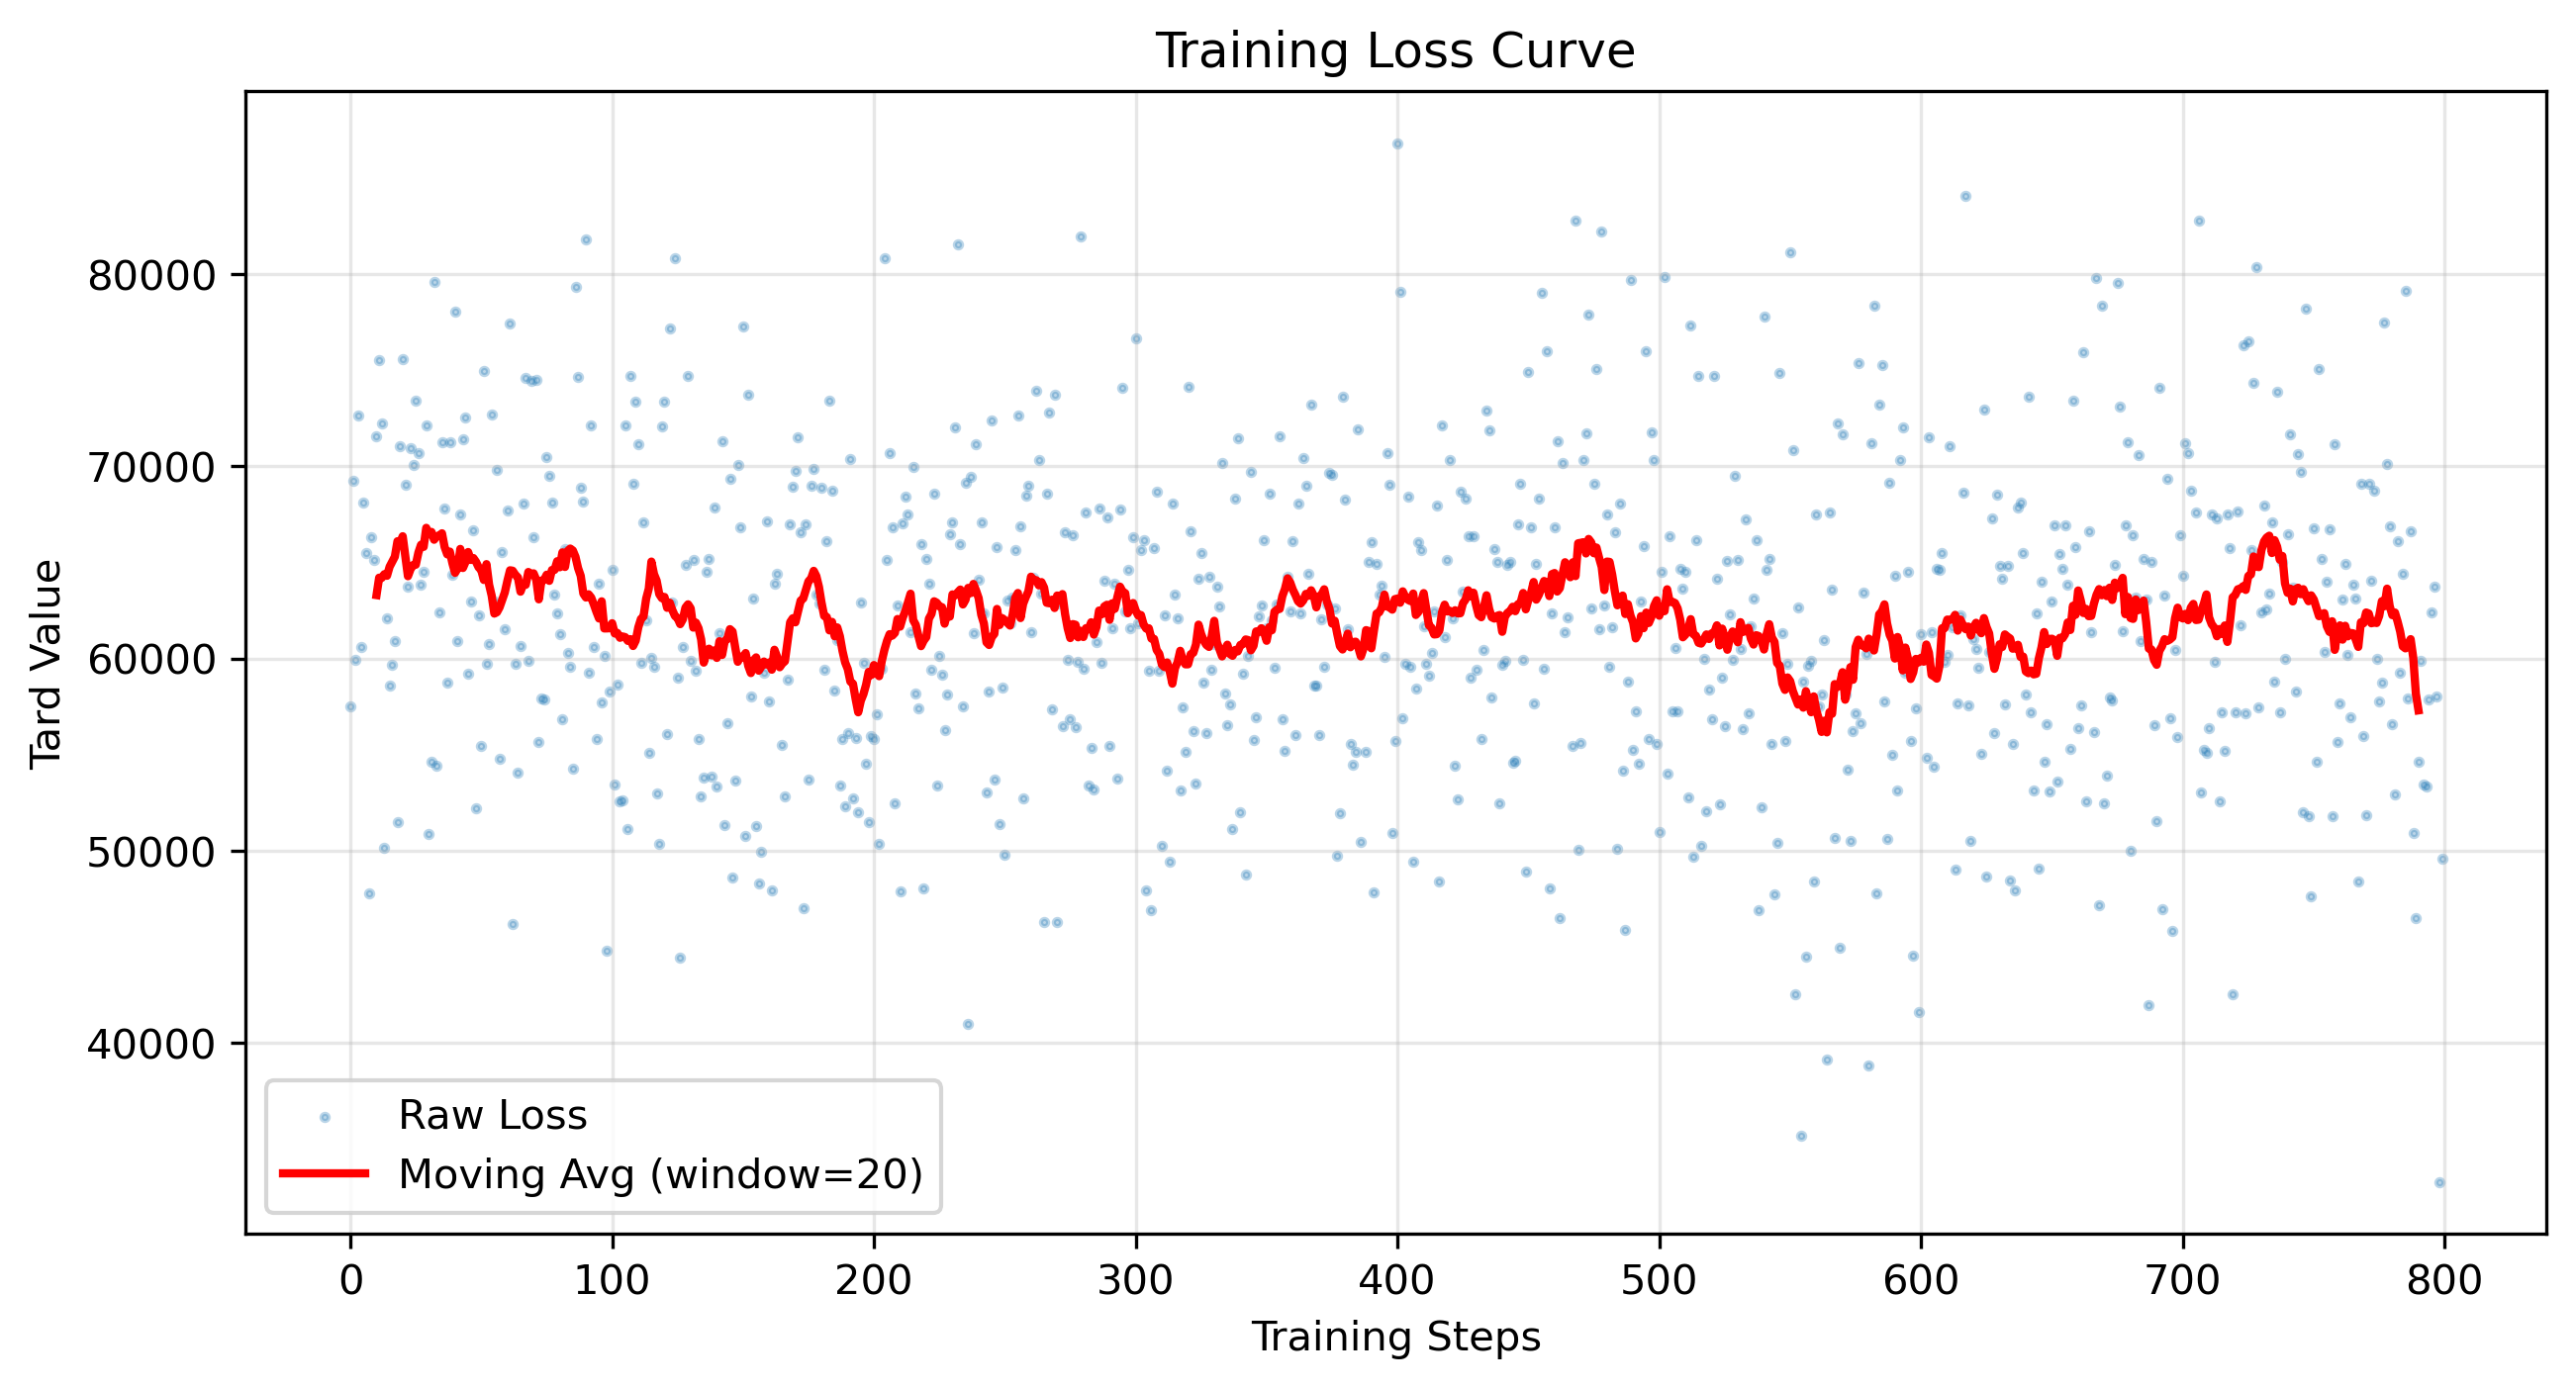 Training Loss Curve
Tard Value
80000
70000
60000
50000
40000
Raw Loss
Moving Avg (window=20)
0 100 200 300 400 500 600 700 800
Training Steps